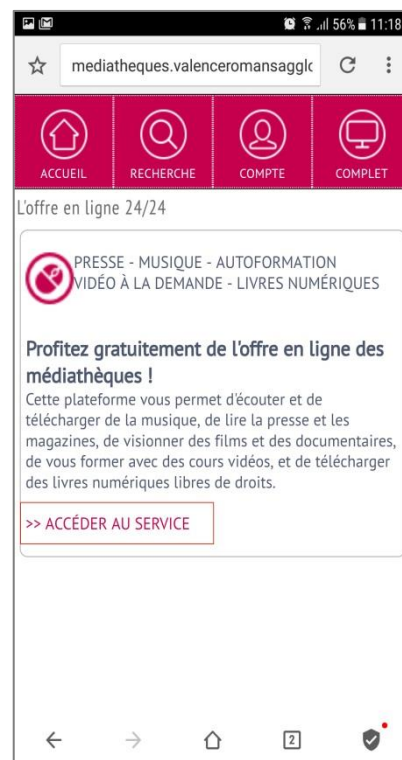 56% 11:18
mediatheques.valenceromansagglc
ACCUEIL RECHERCHE COMPTE COMPLET
L'offre en ligne 24/24
PRESSE - MUSIQUE - AUTOFORMATION
VIDÉO À LA DEMANDE - LIVRES NUMÉRIQUES
Profitez gratuitement de l'offre en ligne des
médiathèques !
Cette plateforme vous permet d'écouter et de
télécharger de la musique, de lire la presse et les
magazines, de visionner des films et des documentaires,
de vous former avec des cours vidéos, et de télécharger
des livres numériques libres de droits.
>> ACCÉDER AU SERVICE
2